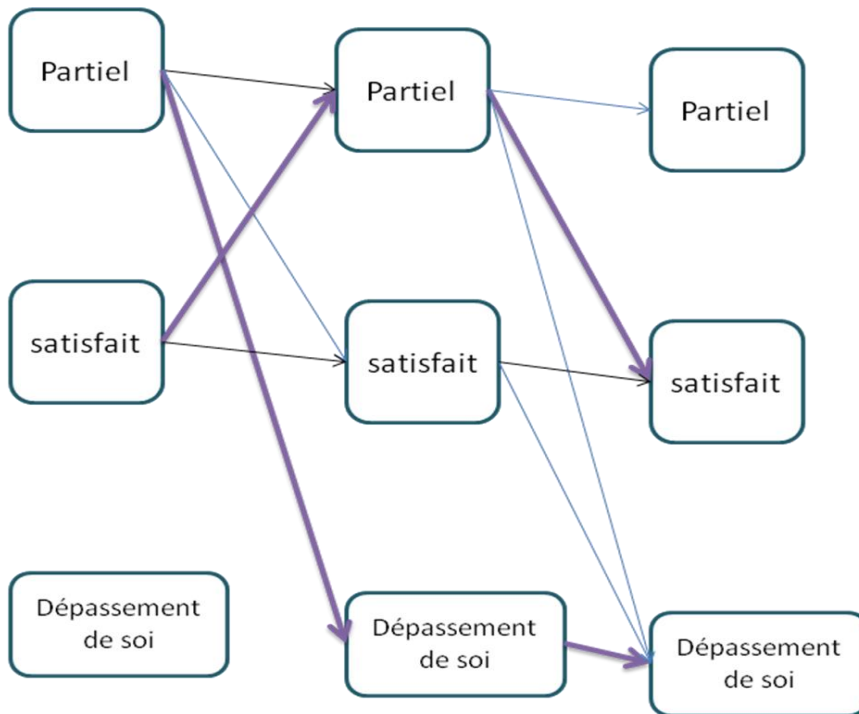 Partiel
Partiel
Partiel
satisfait
satisfait
satisfait
Dépassement
de soi
Dépassement
de soi
Dépassement
de soi